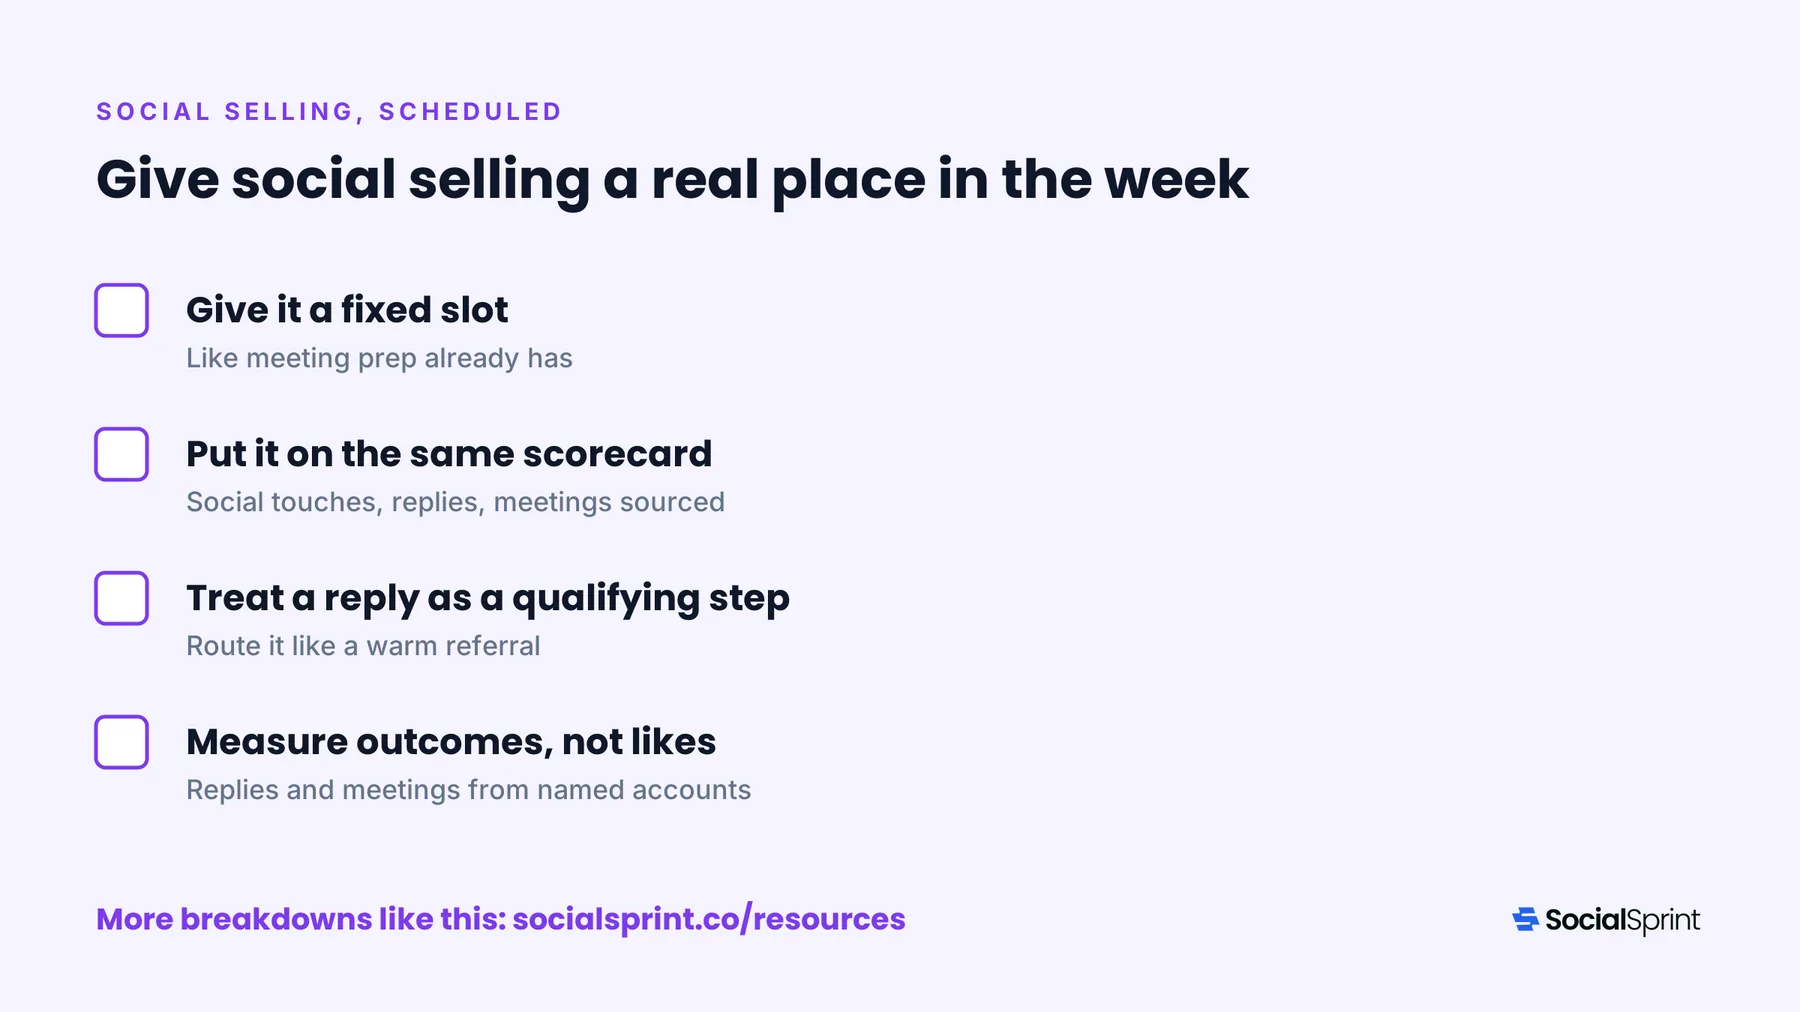 SOCIAL SELLING, SCHEDULED
Give social selling a real place in the week
Give it a fixed slot
Like meeting prep already has
Put it on the same scorecard
Social touches, replies, meetings sourced
Treat a reply as a qualifying step
Route it like a warm referral
Measure outcomes, not likes
Replies and meetings from named accounts
More breakdowns like this: socialsprint.co/resources
SocialSprint